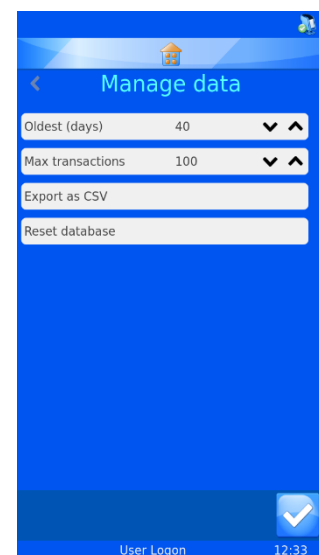 Manage data
Oldest (days) 40
Max transactions 100
Export as CSV
Reset database
User Logon 12:33